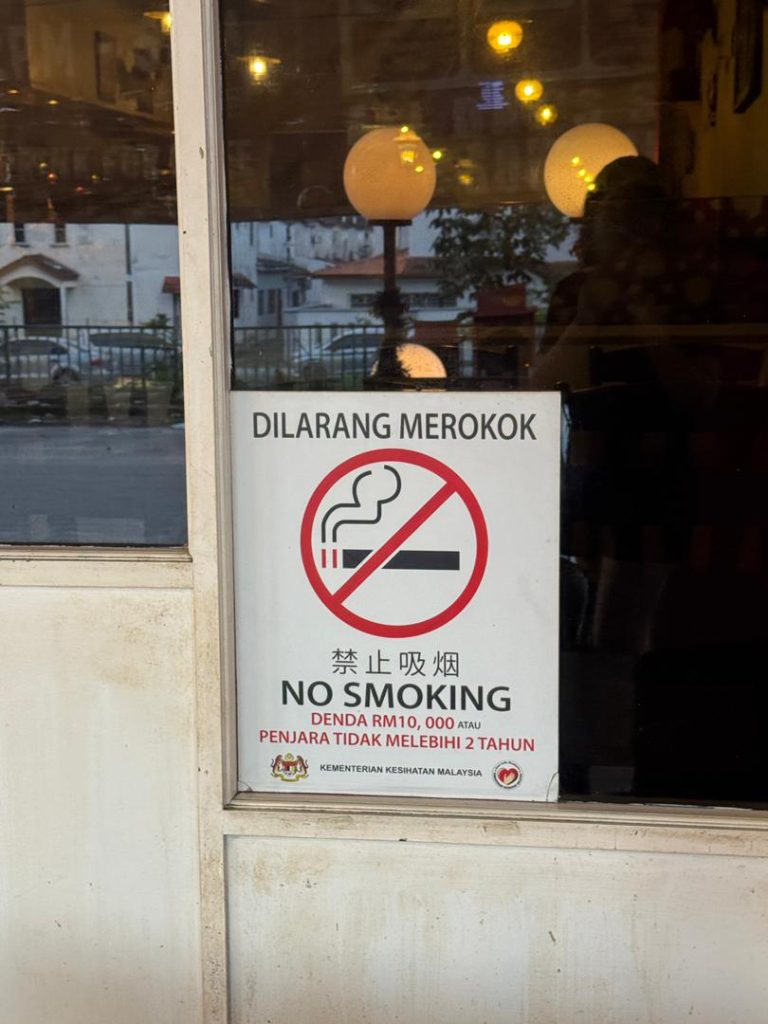 DILARANG MEROKOK
禁止吸烟
NO SMOKING
DENDA RM10, 000 ATAU
PENJARA TIDAK MELEBIHI 2 TAHUN
KEMENTERIAN KESIHATAN MALAYSIA